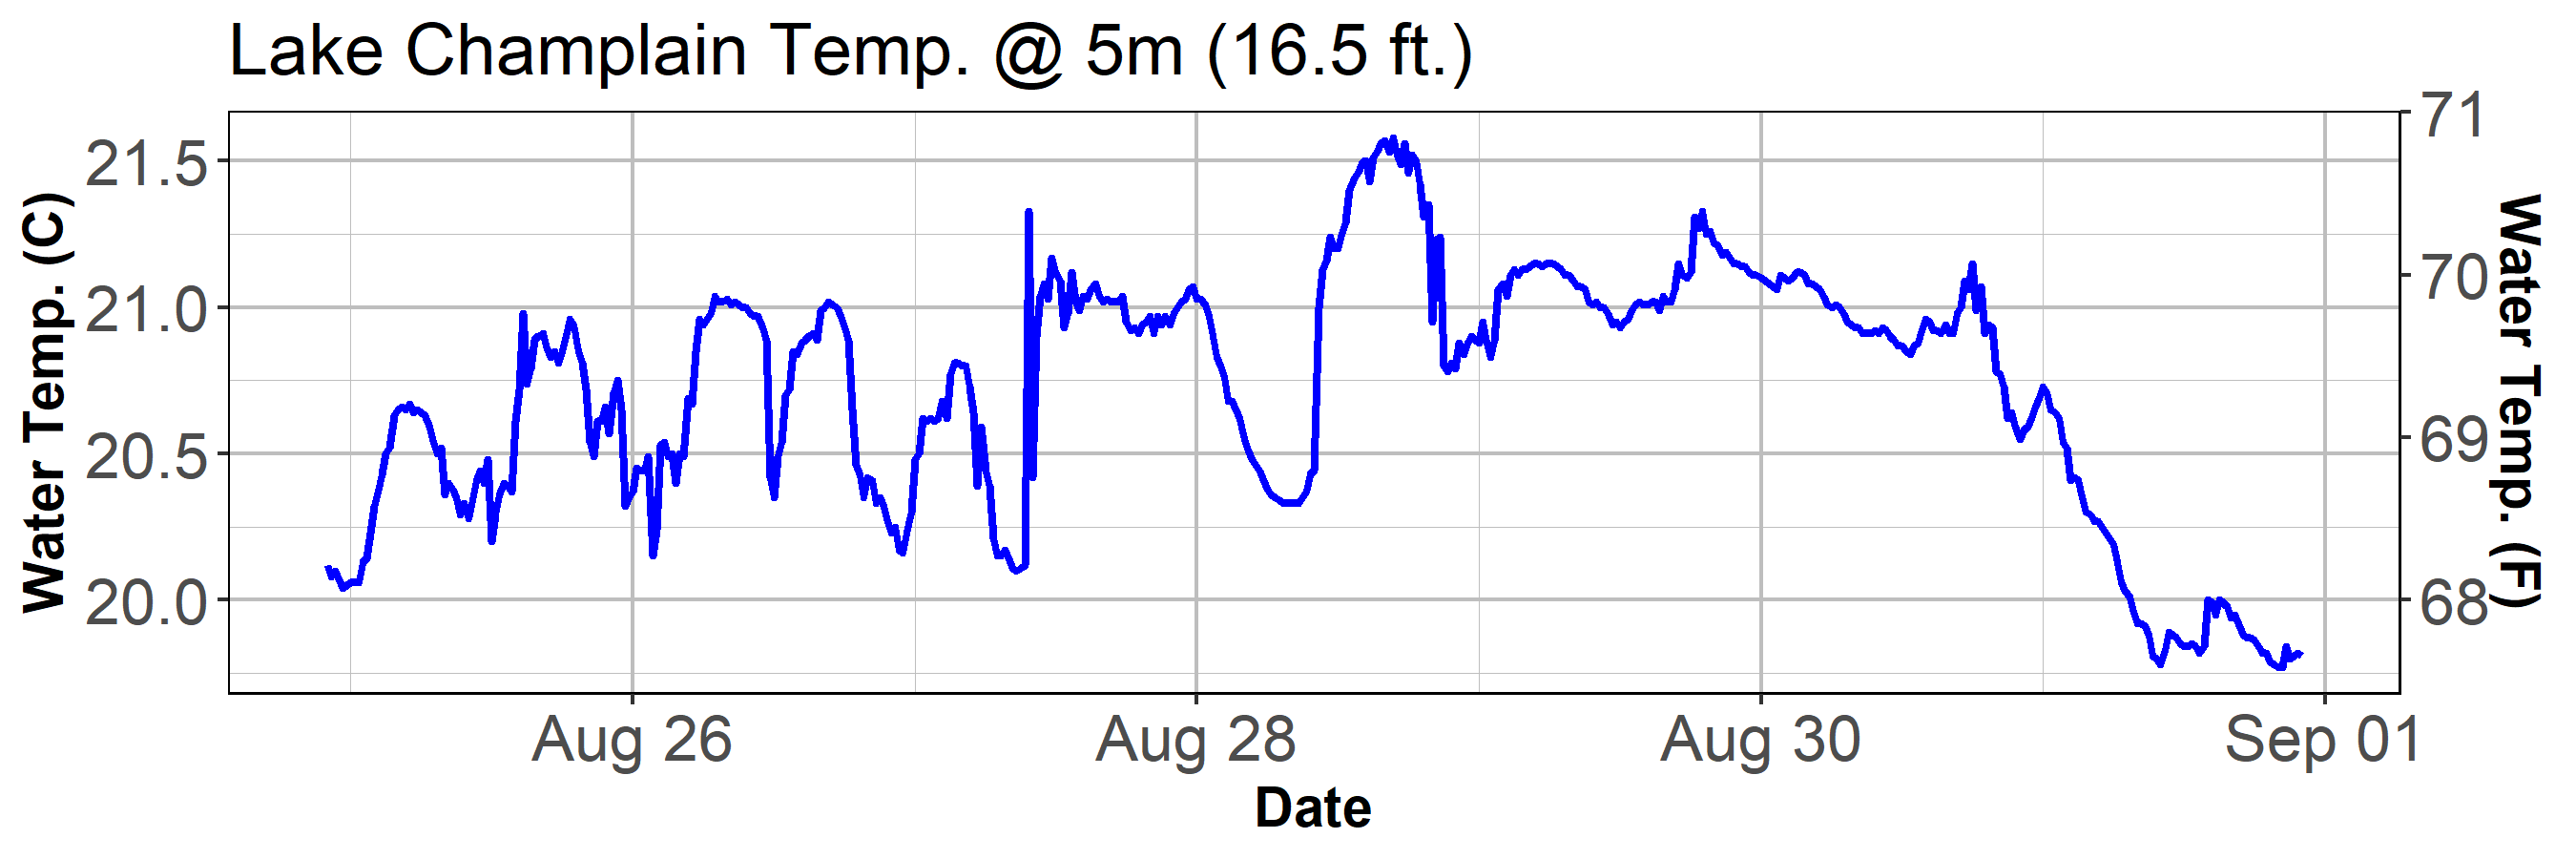 Lake Champlain Temp. @ 5m (16.5 ft.)
Water Temp. (C)
21.5
21.0
20.5
20.0
71
70
69
68
Water Temp. (F)
Aug 26
Aug 28
Aug 30
Sep 01
Date